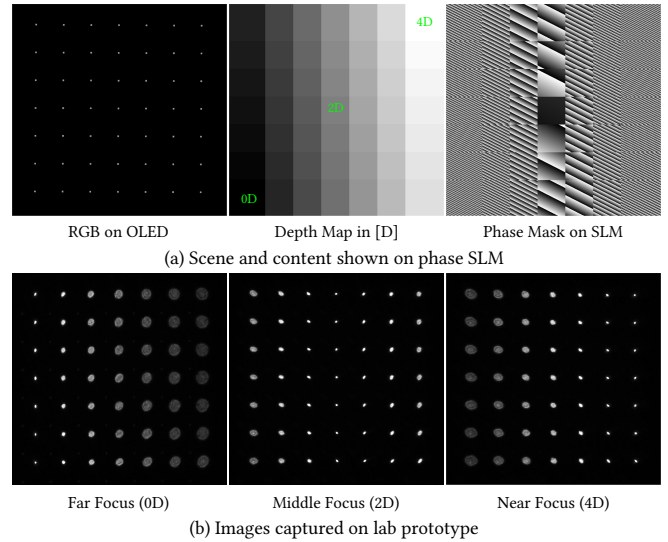 4D
2D
0D
RGB on OLED
Depth Map in [D]
Phase Mask on SLM
(a) Scene and content shown on phase SLM
Far Focus (0D)
Middle Focus (2D)
Near Focus (4D)
(b) Images captured on lab prototype